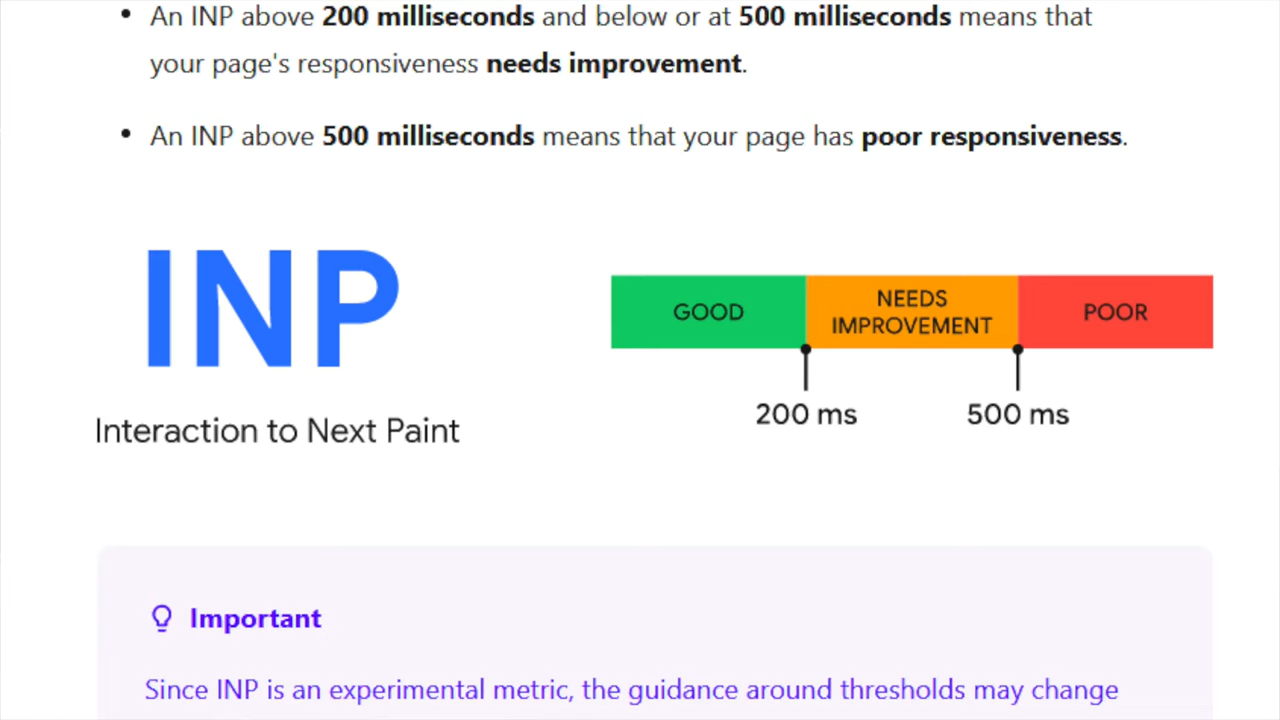 • An INP above 200 milliseconds and below or at 500 milliseconds means that
your page's responsiveness needs improvement.
• An INP above 500 milliseconds means that your page has poor responsiveness.
INP
Interaction to Next Paint
GOOD
NEEDS
IMPROVEMENT
POOR
200 ms
500 ms
Important
Since INP is an experimental metric, the guidance around thresholds may change